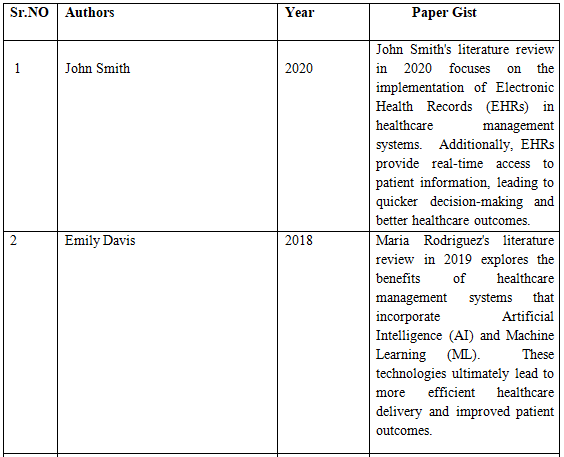 Sr.NO Authors Year Paper Gist
1 John Smith 2020 John Smith's literature review
in 2020 focuses on the
implementation of Electronic
Health Records (EHRs) in
healthcare management
systems. Additionally, EHRs
provide real-time access to
patient information, leading to
quicker decision-making and
better healthcare outcomes.
2 Emily Davis 2018 Maria Rodriguez's literature
review in 2019 explores the
benefits of healthcare
management systems that
incorporate Artificial
Intelligence (AI) and Machine
Learning (ML). These
technologies ultimately lead to
more efficient healthcare
delivery and improved patient
outcomes.